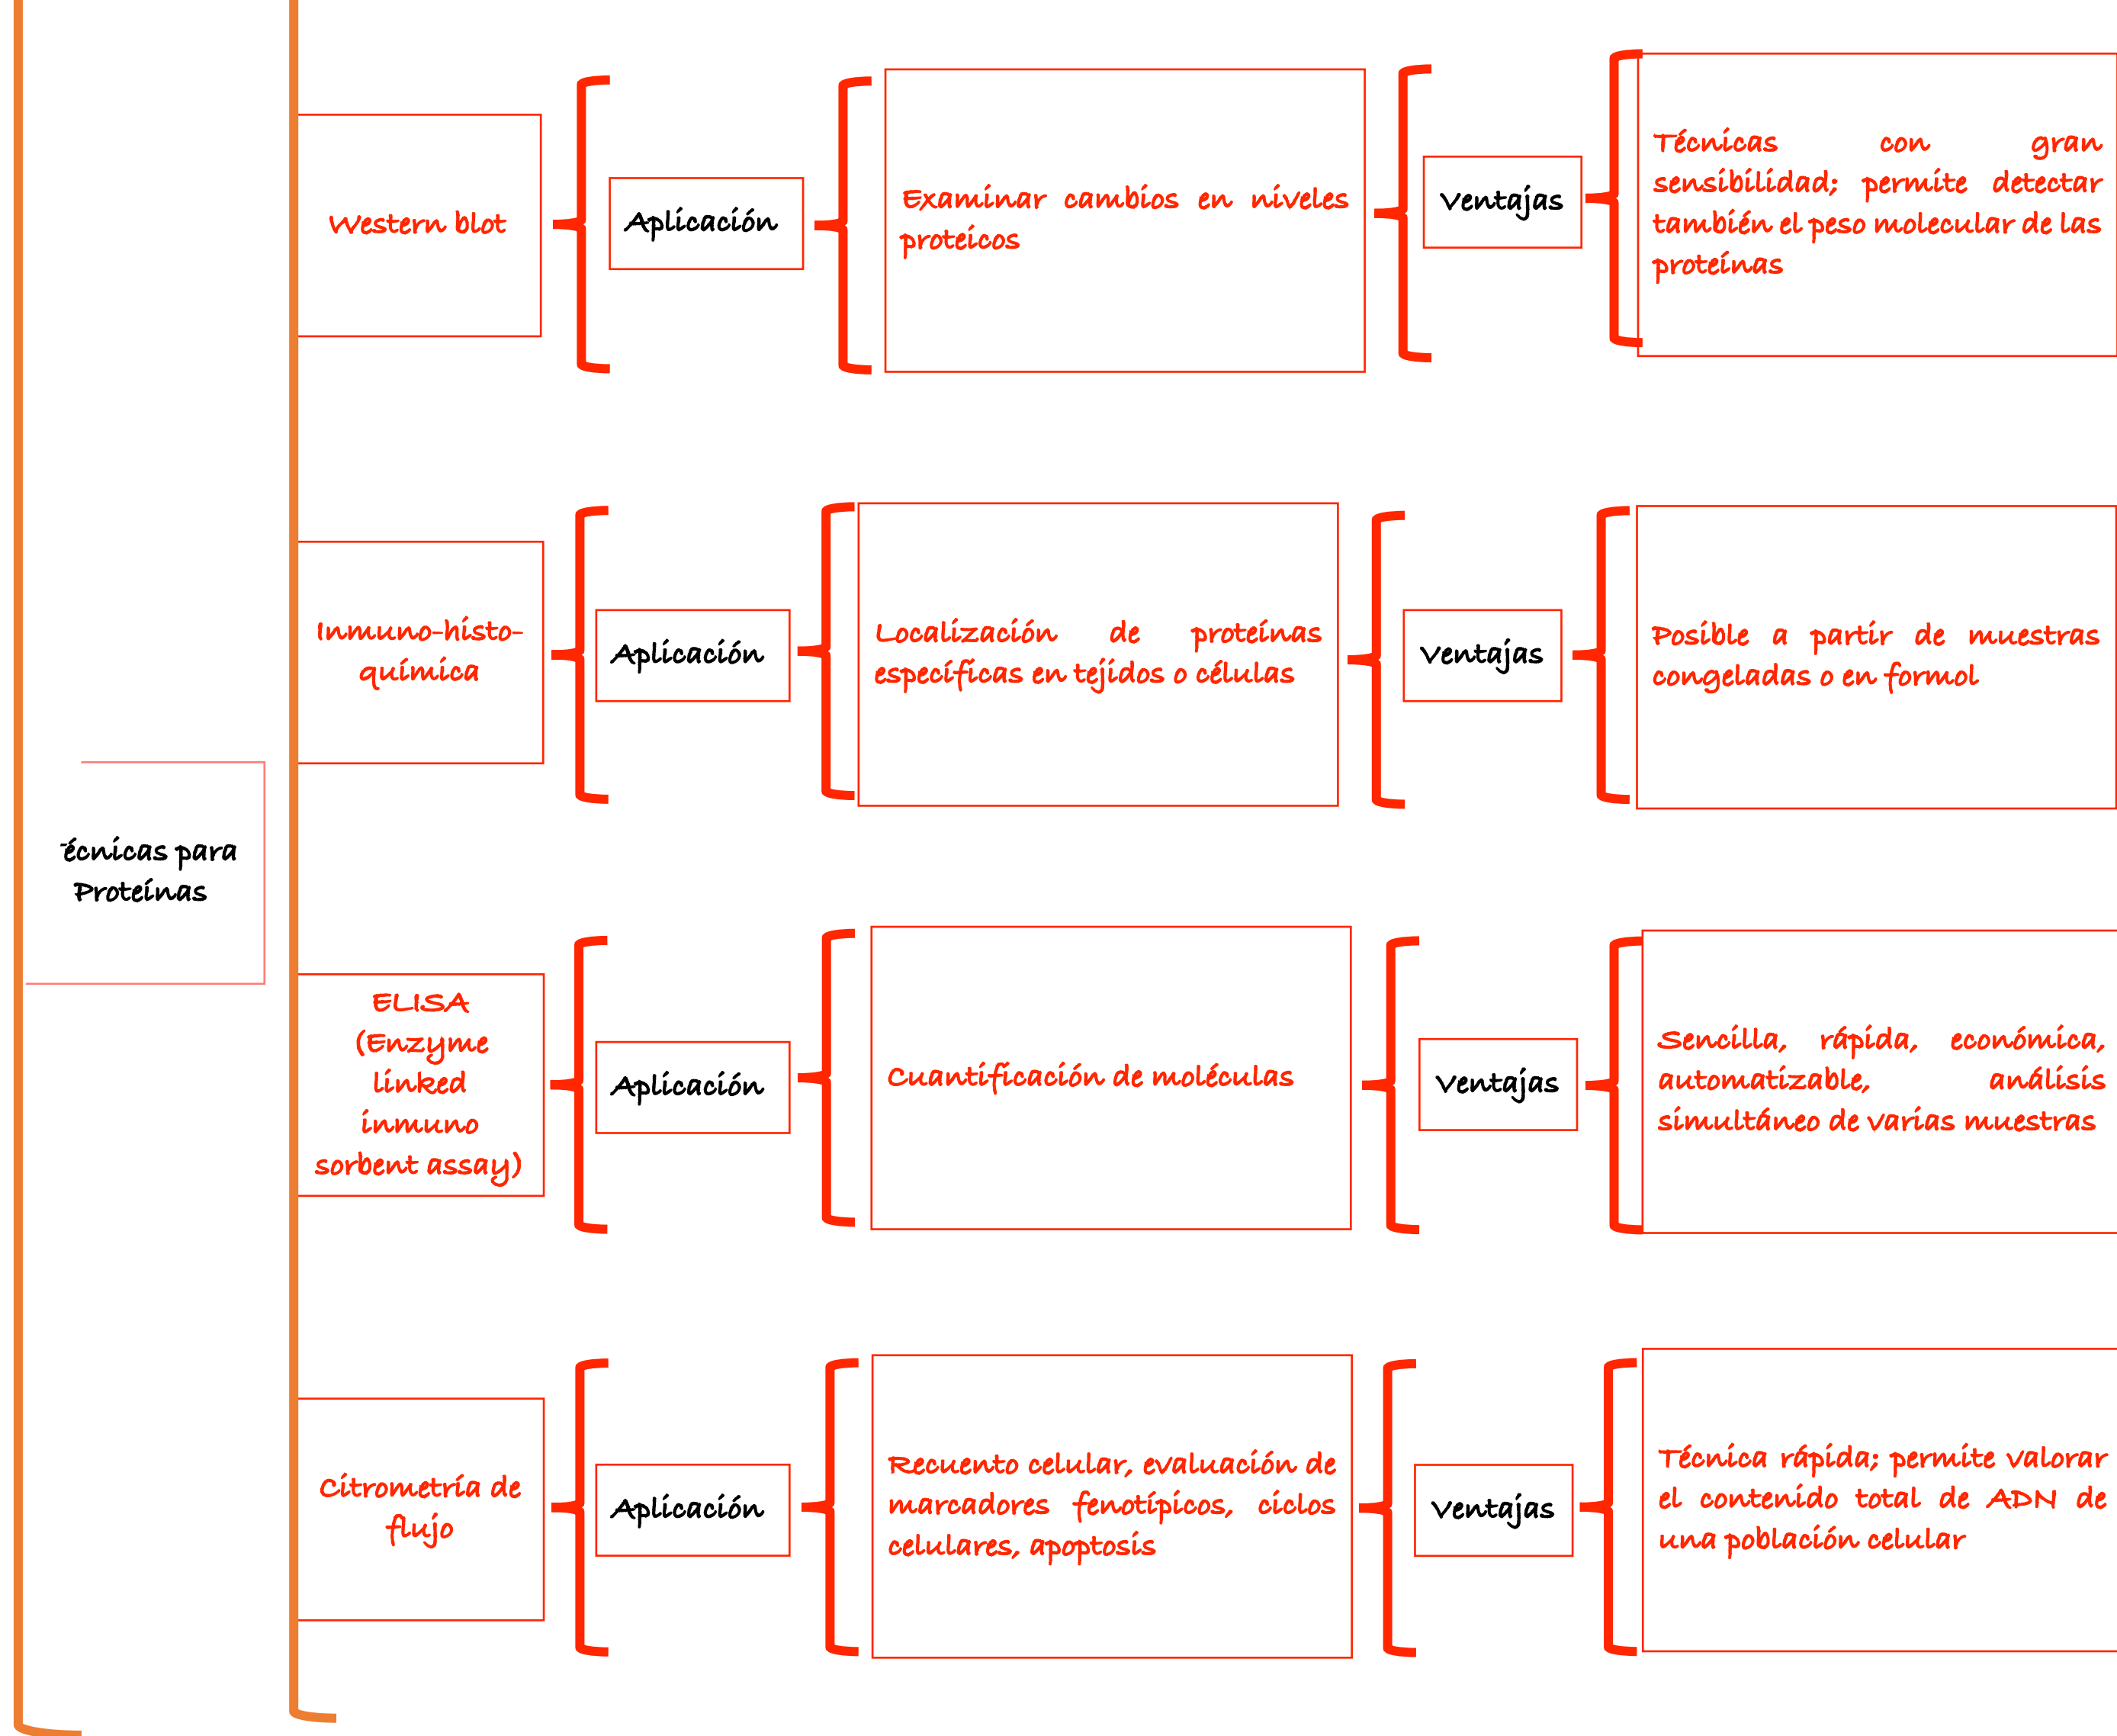 Western blot
Aplicación
Examinar cambios en niveles
proteicos
Ventajas
Técnicas con gran
sensibilidad; permite detectar
también el peso molecular de las
proteínas
Inmuno-histo-
química
Aplicación
Localización de proteínas
específicas en tejidos o células
Ventajas
Posible a partir de muestras
congeladas o en formol
Técnicas para
Proteínas
ELISA
(Enzyme
linked
inmuno
sorbent assay)
Aplicación
Cuantificación de moléculas
Ventajas
Sencilla, rápida, económica,
automatizable, análisis
simultáneo de varias muestras
Citrometría de
flujo
Aplicación
Recuento celular, evaluación de
marcadores fenotípicos, ciclos
celulares, apoptosis
Ventajas
Técnica rápida; permite valorar
el contenido total de ADN de
una población celular